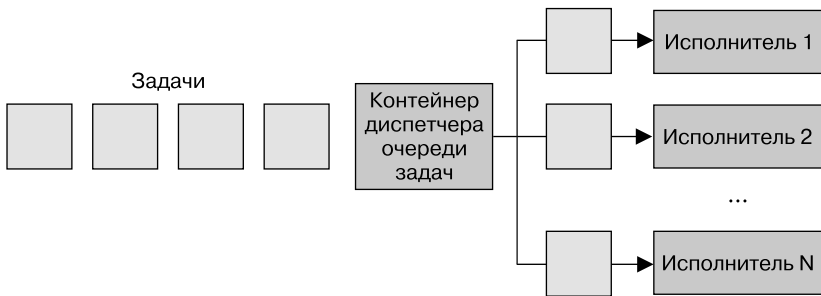 Задачи
Контейнер
диспетчера
очереди
задач
Исполнитель 1
Исполнитель 2
...
Исполнитель N